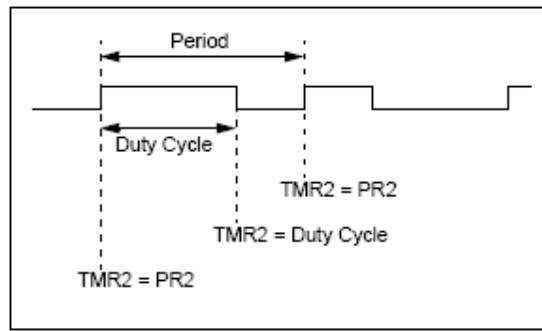 Period
Duty Cycle
TMR2 = PR2
TMR2 = Duty Cycle
TMR2 = PR2